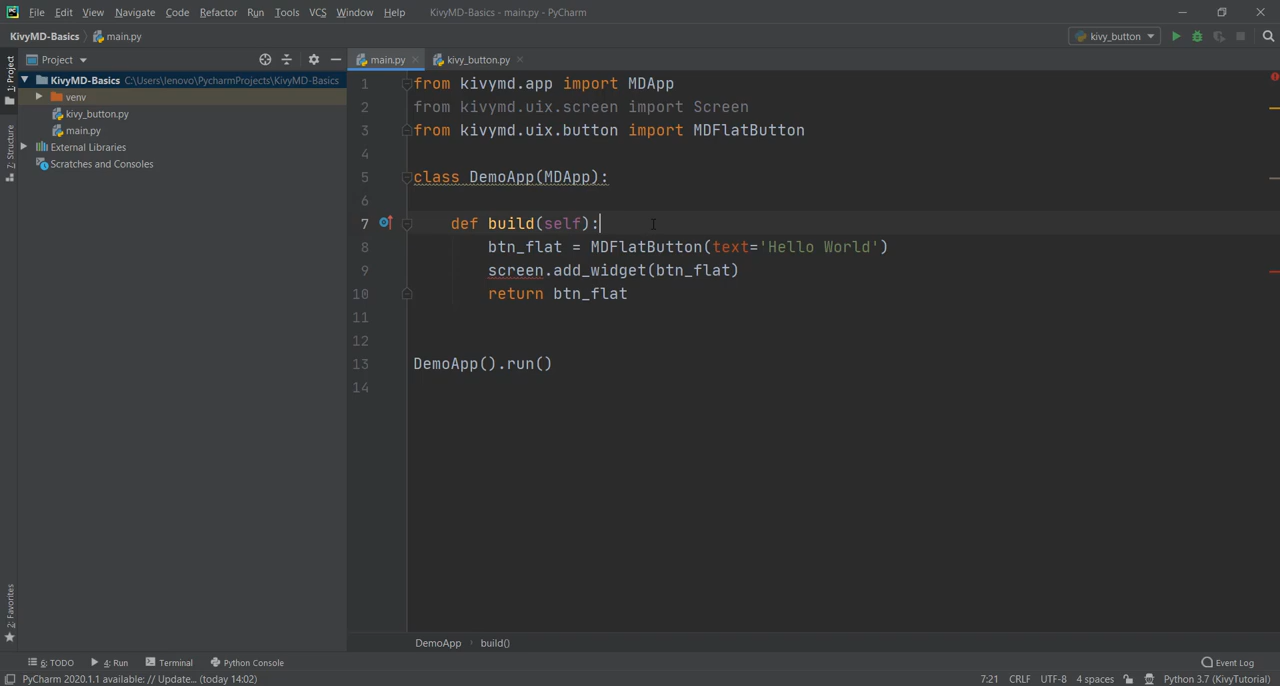 File Edit View Navigate Code Refactor Run Tools VCS Window Help KivyMD-Basics - main.py - PyCharm
KivyMD-Basics main.py kivy_button
1: Project
Project
main.py kivy_button.py
KivyMD-Basics C:\Users\lenovo\PycharmProjects\KivyMD-Basics
venv
kivy_button.py
main.py
External Libraries
Scratches and Consoles
Z: Structure
2: Favorites
1 from kivymd.app import MDApp
2 from kivymd.uix.screen import Screen
3 from kivymd.uix.button import MDFlatButton
4
5 class DemoApp(MDApp):
6
7 def build(self):
8 btn_flat = MDFlatButton(text='Hello World')
9 screen.add_widget(btn_flat)
10 return btn_flat
11
12
13 DemoApp().run()
14
DemoApp build()
6: TODO 4: Run Terminal Python Console Event Log
PyCharm 2020.1.1 available: // Update... (today 14:02) 7:21 CRLF UTF-8 4 spaces Python 3.7 (KivyTutorial)